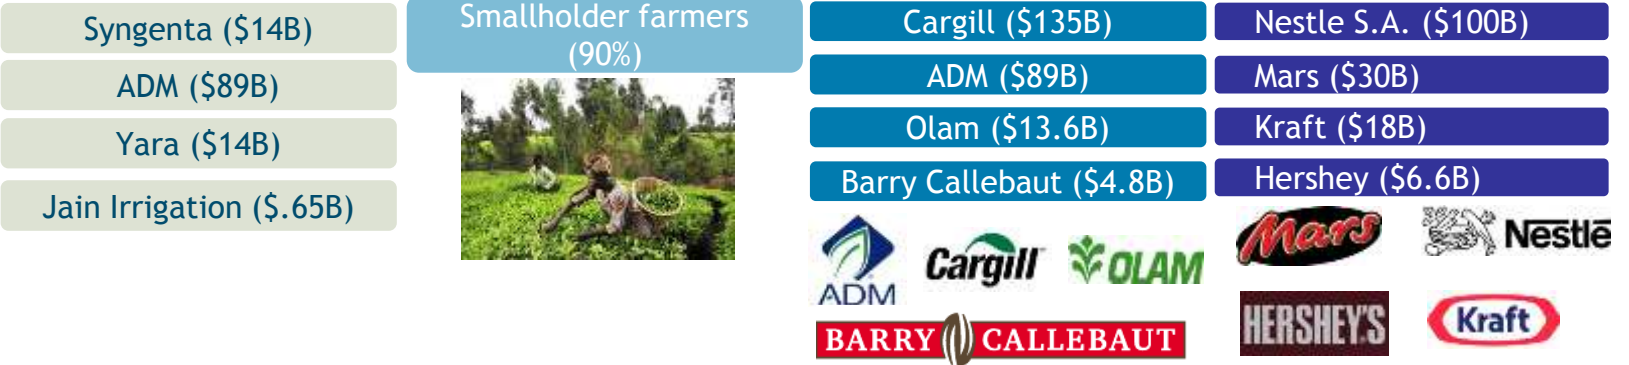 Syngenta ($14B)
ADM ($89B)
Yara ($14B)
Jain Irrigation ($.65B)
Smallholder farmers
(90%)
Cargill ($135B)
ADM ($89B)
Olam ($13.6B)
Barry Callebaut ($4.8B)
ADM
Cargill
OLAM
BARRY CALLEBAUT
Nestle S.A. ($100B)
Mars ($30B)
Kraft ($18B)
Hershey ($6.6B)
Mars
Nestlé
HERSHEY'S
Kraft